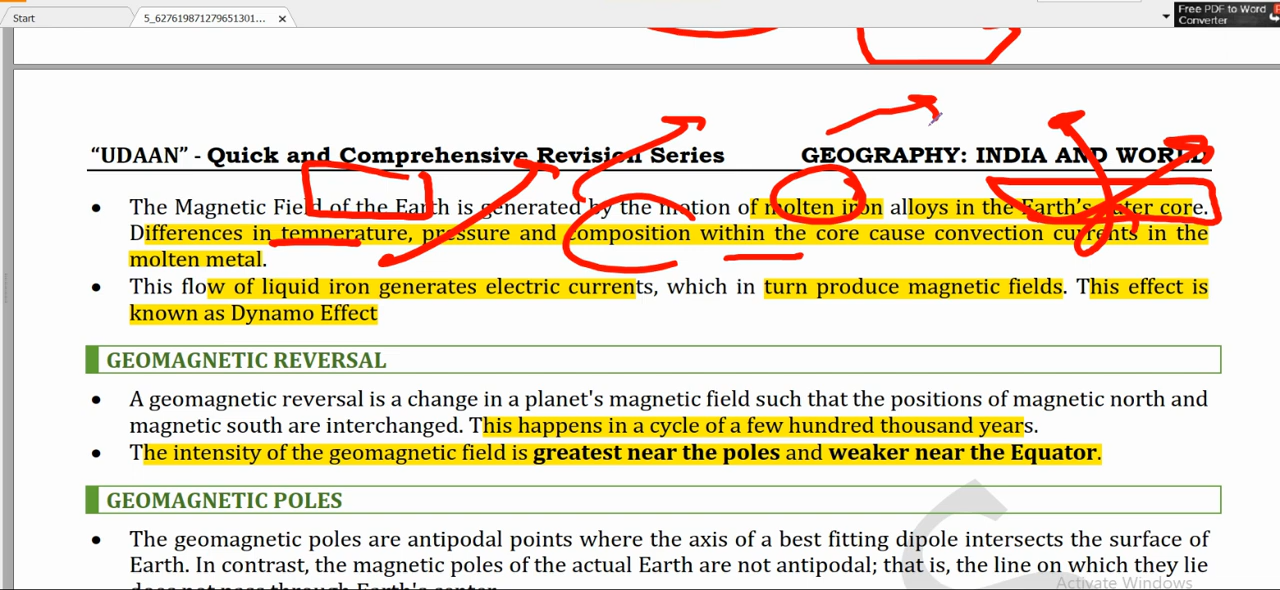 Start
5_627619871279651301...
Free PDF to Word
Converter
“UDAAN” - Quick and Comprehensive Revision Series GEOGRAPHY: INDIA AND WORLD
• The Magnetic Field of the Earth is generated by the motion of molten iron alloys in the Earth’s outer core.
Differences in temperature, pressure and composition within the core cause convection currents in the
molten metal.
• This flow of liquid iron generates electric currents, which in turn produce magnetic fields. This effect is
known as Dynamo Effect
GEOMAGNETIC REVERSAL
• A geomagnetic reversal is a change in a planet's magnetic field such that the positions of magnetic north and
magnetic south are interchanged. This happens in a cycle of a few hundred thousand years.
• The intensity of the geomagnetic field is greatest near the poles and weaker near the Equator.
GEOMAGNETIC POLES
• The geomagnetic poles are antipodal points where the axis of a best fitting dipole intersects the surface of
Earth. In contrast, the magnetic poles of the actual Earth are not antipodal; that is, the line on which they lie
does not pass through Earth's center.
Activate Windows